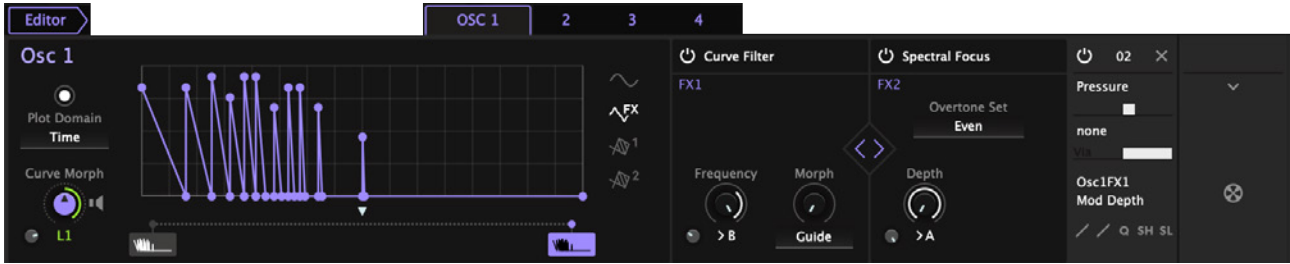 Editor
OSC 1
2
3
4
Osc 1
Plot Domain
Time
Curve Morph
L1
FX
1
2
Curve Filter
FX1
Frequency
>B
Morph
Guide
Spectral Focus
FX2
Overtone Set
Even
Depth
>A
02
Pressure
none
Via
Osc1FX1
Mod Depth
Q SH SL